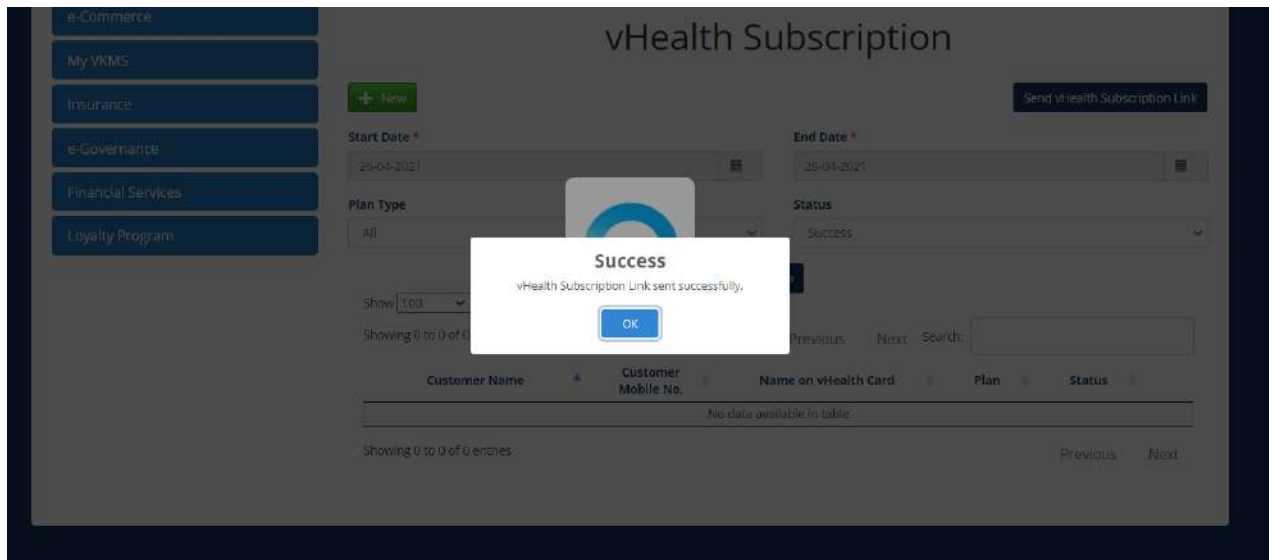 e-Commerce
My VKMS
Insurance
e-Governance
Financial Services
Loyalty Program
vHealth Subscription
+ New
Send vHealth Subscription Link
Start Date *
End Date *
26-04-2021
26-04-2021
Plan Type
Status
All
Success
Success
vHealth Subscription Link sent successfully.
OK
Show 100
Showing 0 to 0 of 0
Previous Next Search:
Customer Name
Customer Mobile No.
Name on vHealth Card
Plan
Status
No data available in table
Showing 0 to 0 of 0 entries
Previous Next